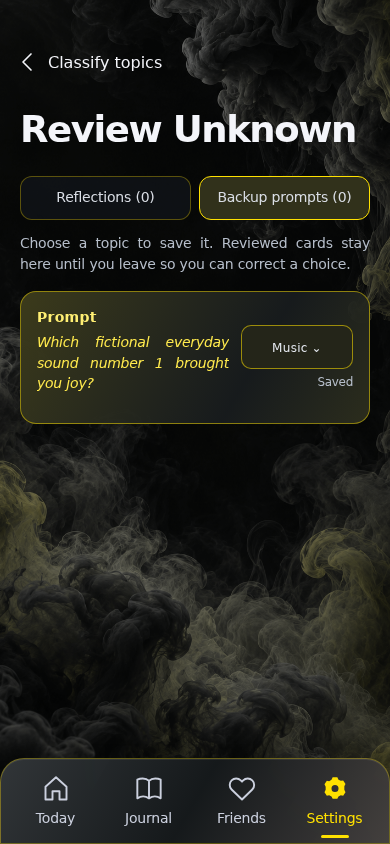 Classify topics
Review Unknown
Reflections (0)
Backup prompts (0)
Choose a topic to save it. Reviewed cards stay
here until you leave so you can correct a choice.
Prompt
Which fictional everyday
sound number 1 brought
you joy?
Music ⌄
Saved
Today
Journal
Friends
Settings